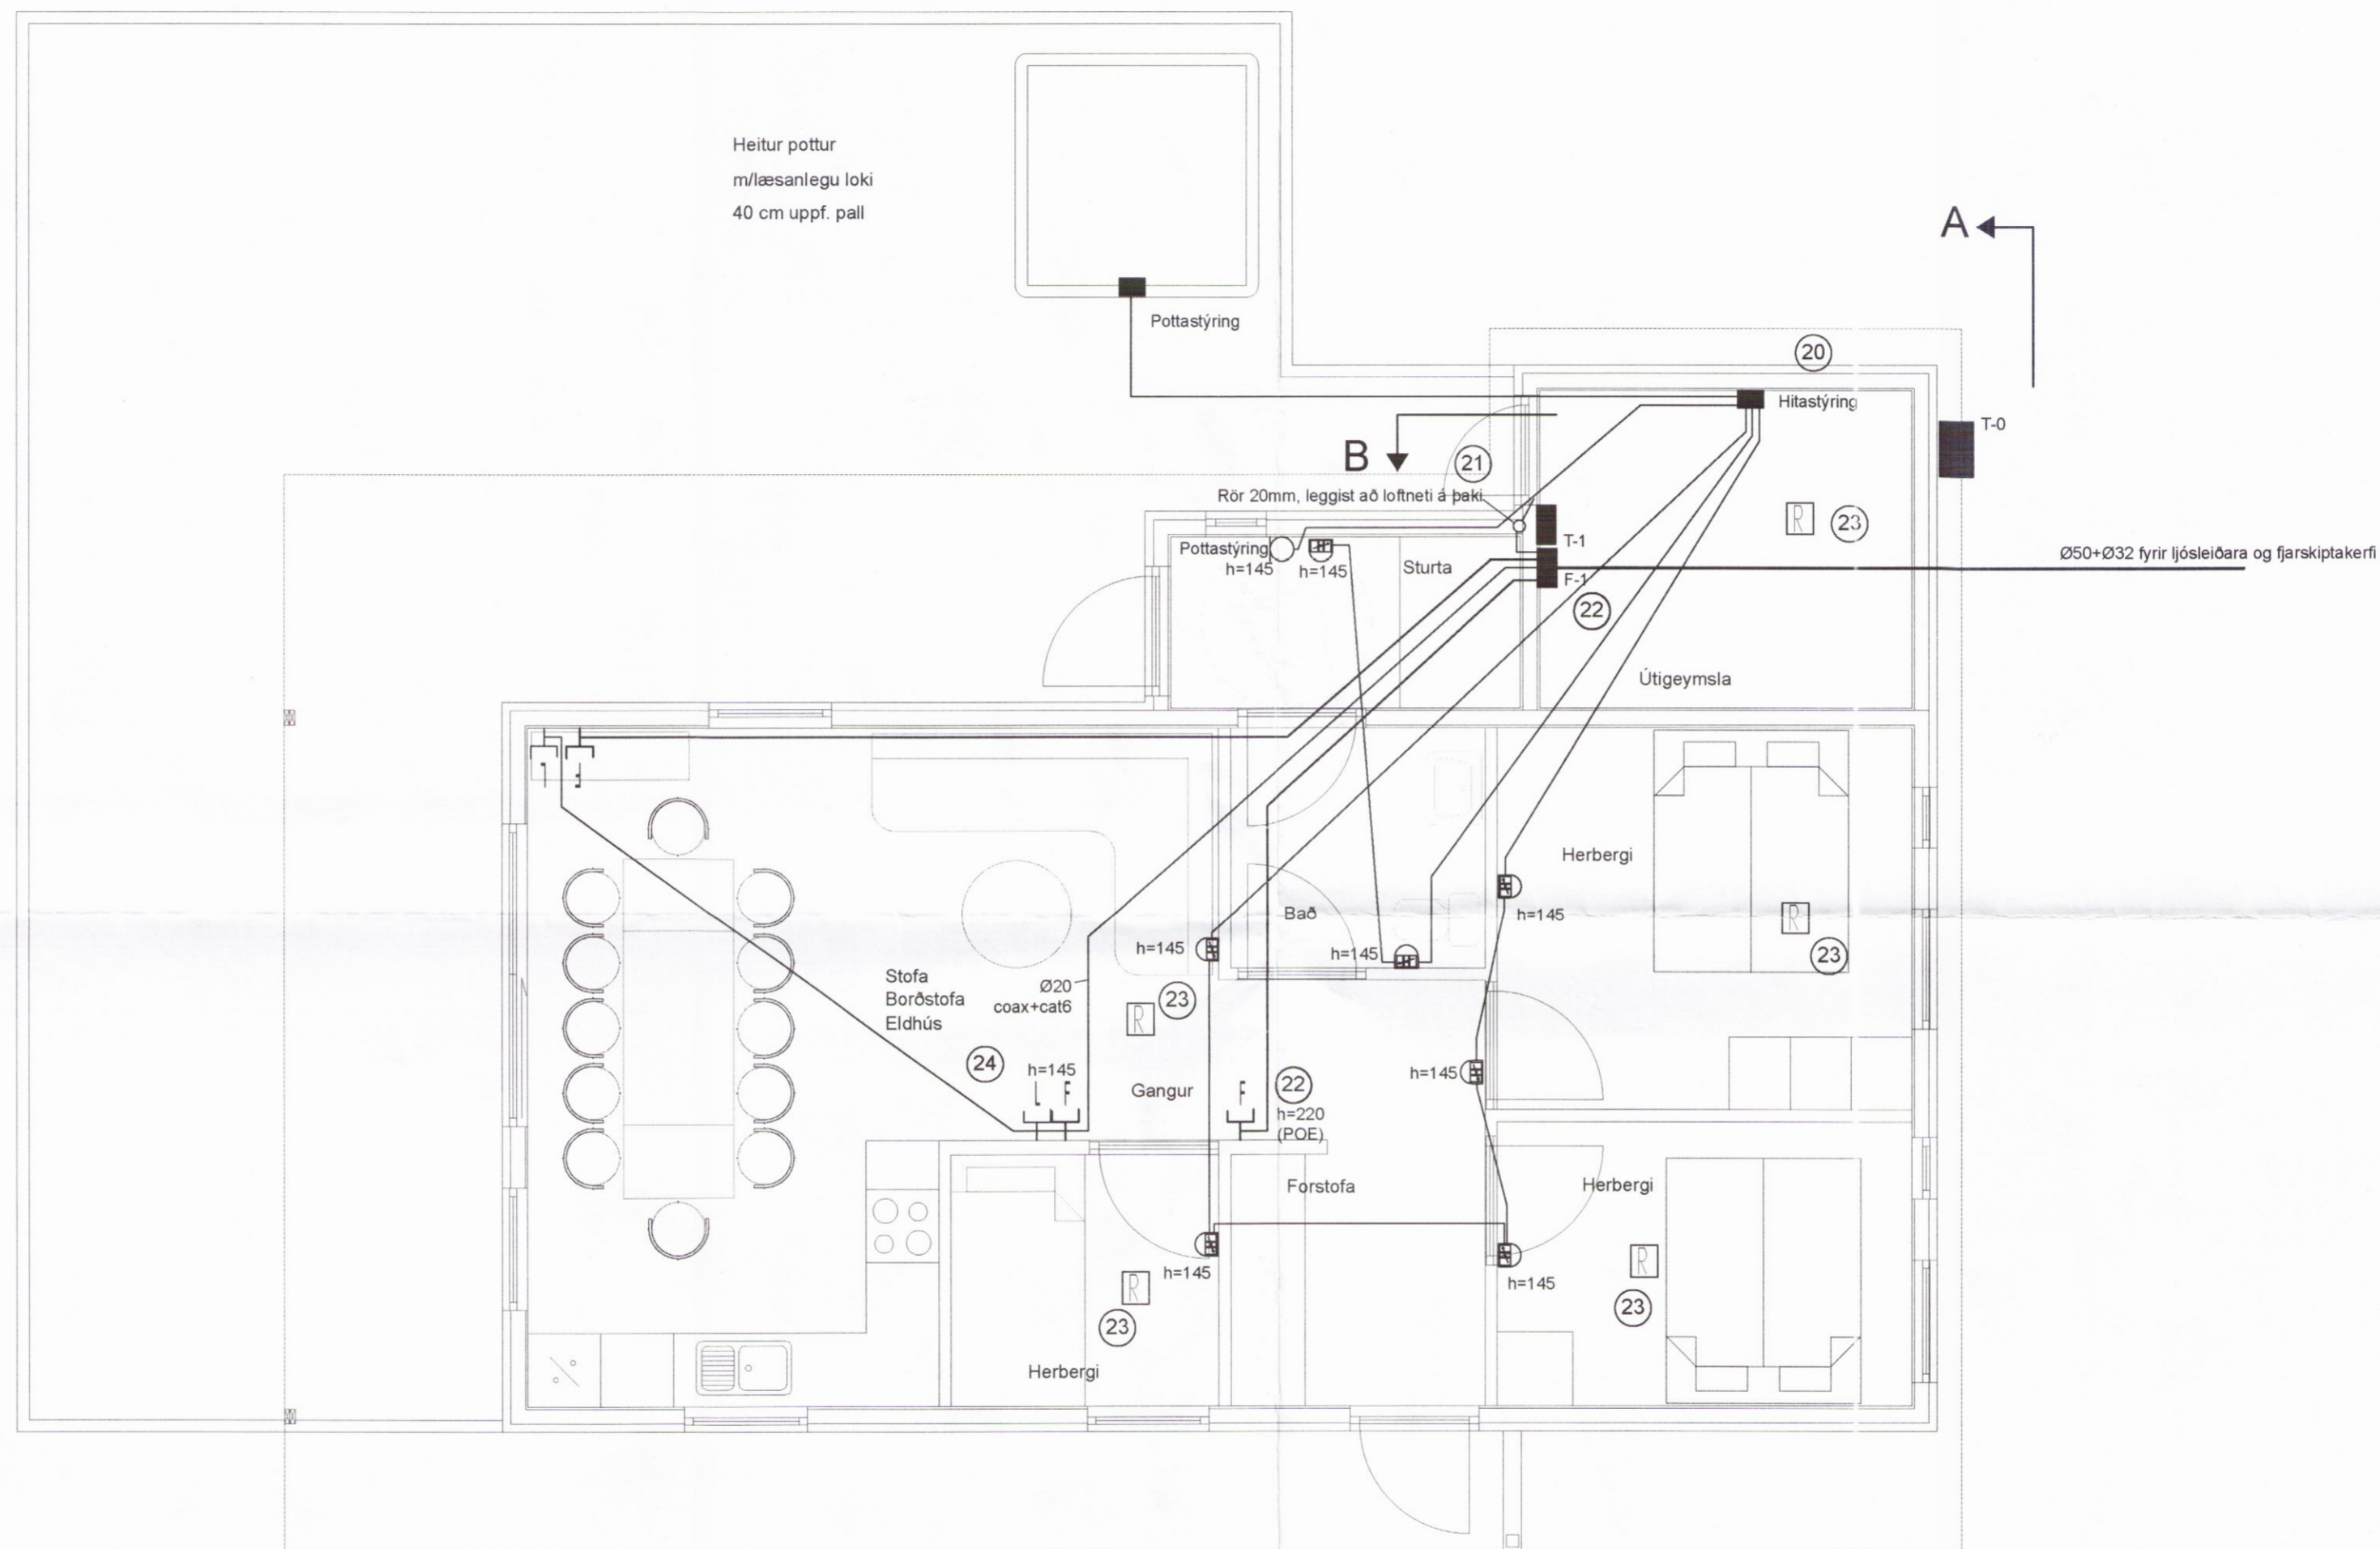 Heitur pottur
m/læsanlegu loki
40 cm uppf. pall
Pottastýring
A
20
Hitastýring
T-0
B
21
Rör 20mm, leggist að loftneti á þaki
R
23
T-1
Pottastýring
h=145
h=145
Sturta
F-1
22
Ø50+Ø32 fyrir ljósleiðara og fjarskiptakerfi
Útigeymsla
Herbergi
h=145
R
23
Bað
h=145
h=145
Stofa
Borðstofa
Eldhús
Ø20
coax+cat6
R
23
24
h=145
F
Gangur
F
22
h=220
(POE)
h=145
Forstofa
Herbergi
h=145
R
23
h=145
R
23
Herbergi